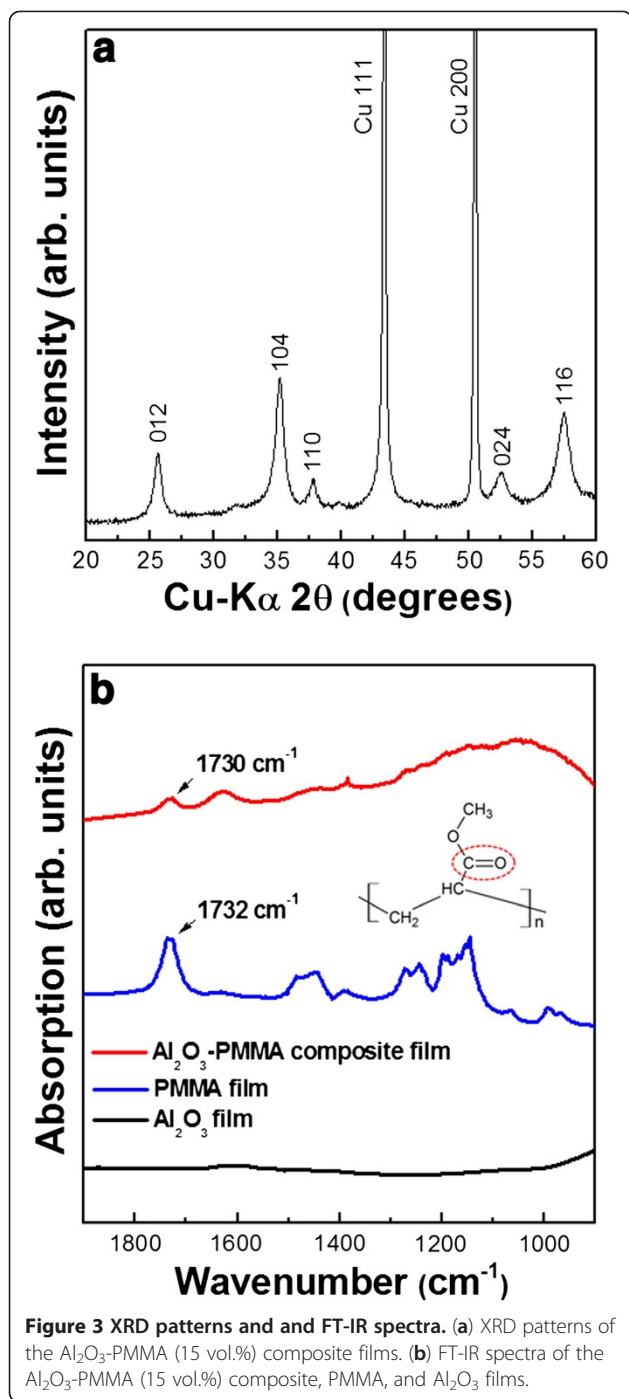 a
Intensity (arb. units)
012
104
110
Cu 111
Cu 200
024
116
20 25 30 35 40 45 50 55 60
Cu-Kα 2θ (degrees)
b
Absorption (arb. units)
1730 cm⁻¹
CH₃
O
C=O
HC
CH₂
n
1732 cm⁻¹
Al₂O₃-PMMA composite film
PMMA film
Al₂O₃ film
1800 1600 1400 1200 1000
Wavenumber (cm⁻¹)
Figure 3 XRD patterns and and FT-IR spectra. (a) XRD patterns of
the Al₂O₃-PMMA (15 vol.%) composite films. (b) FT-IR spectra of the
Al₂O₃-PMMA (15 vol.%) composite, PMMA, and Al₂O₃ films.